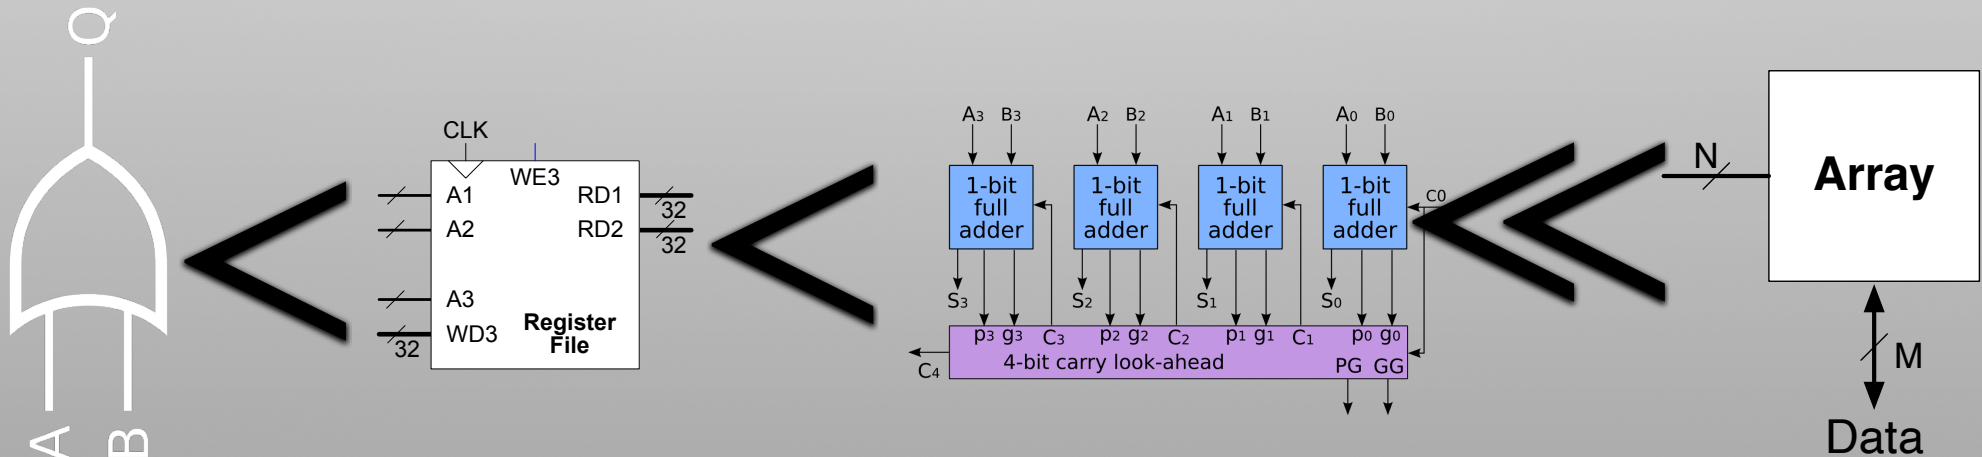 Q
A
B
CLK
WE3
A1
RD1
32
A2
RD2
32
A3
WD3
32
Register
File
A3 B3 A2 B2 A1 B1 A0 B0
1-bit
full
adder
1-bit
full
adder
1-bit
full
adder
1-bit
full
adder
C0
S3 S2 S1 S0
p3 g3 C3 p2 g2 C2 p1 g1 C1 p0 g0
4-bit carry look-ahead
PG GG
C4
N
Array
M
Data